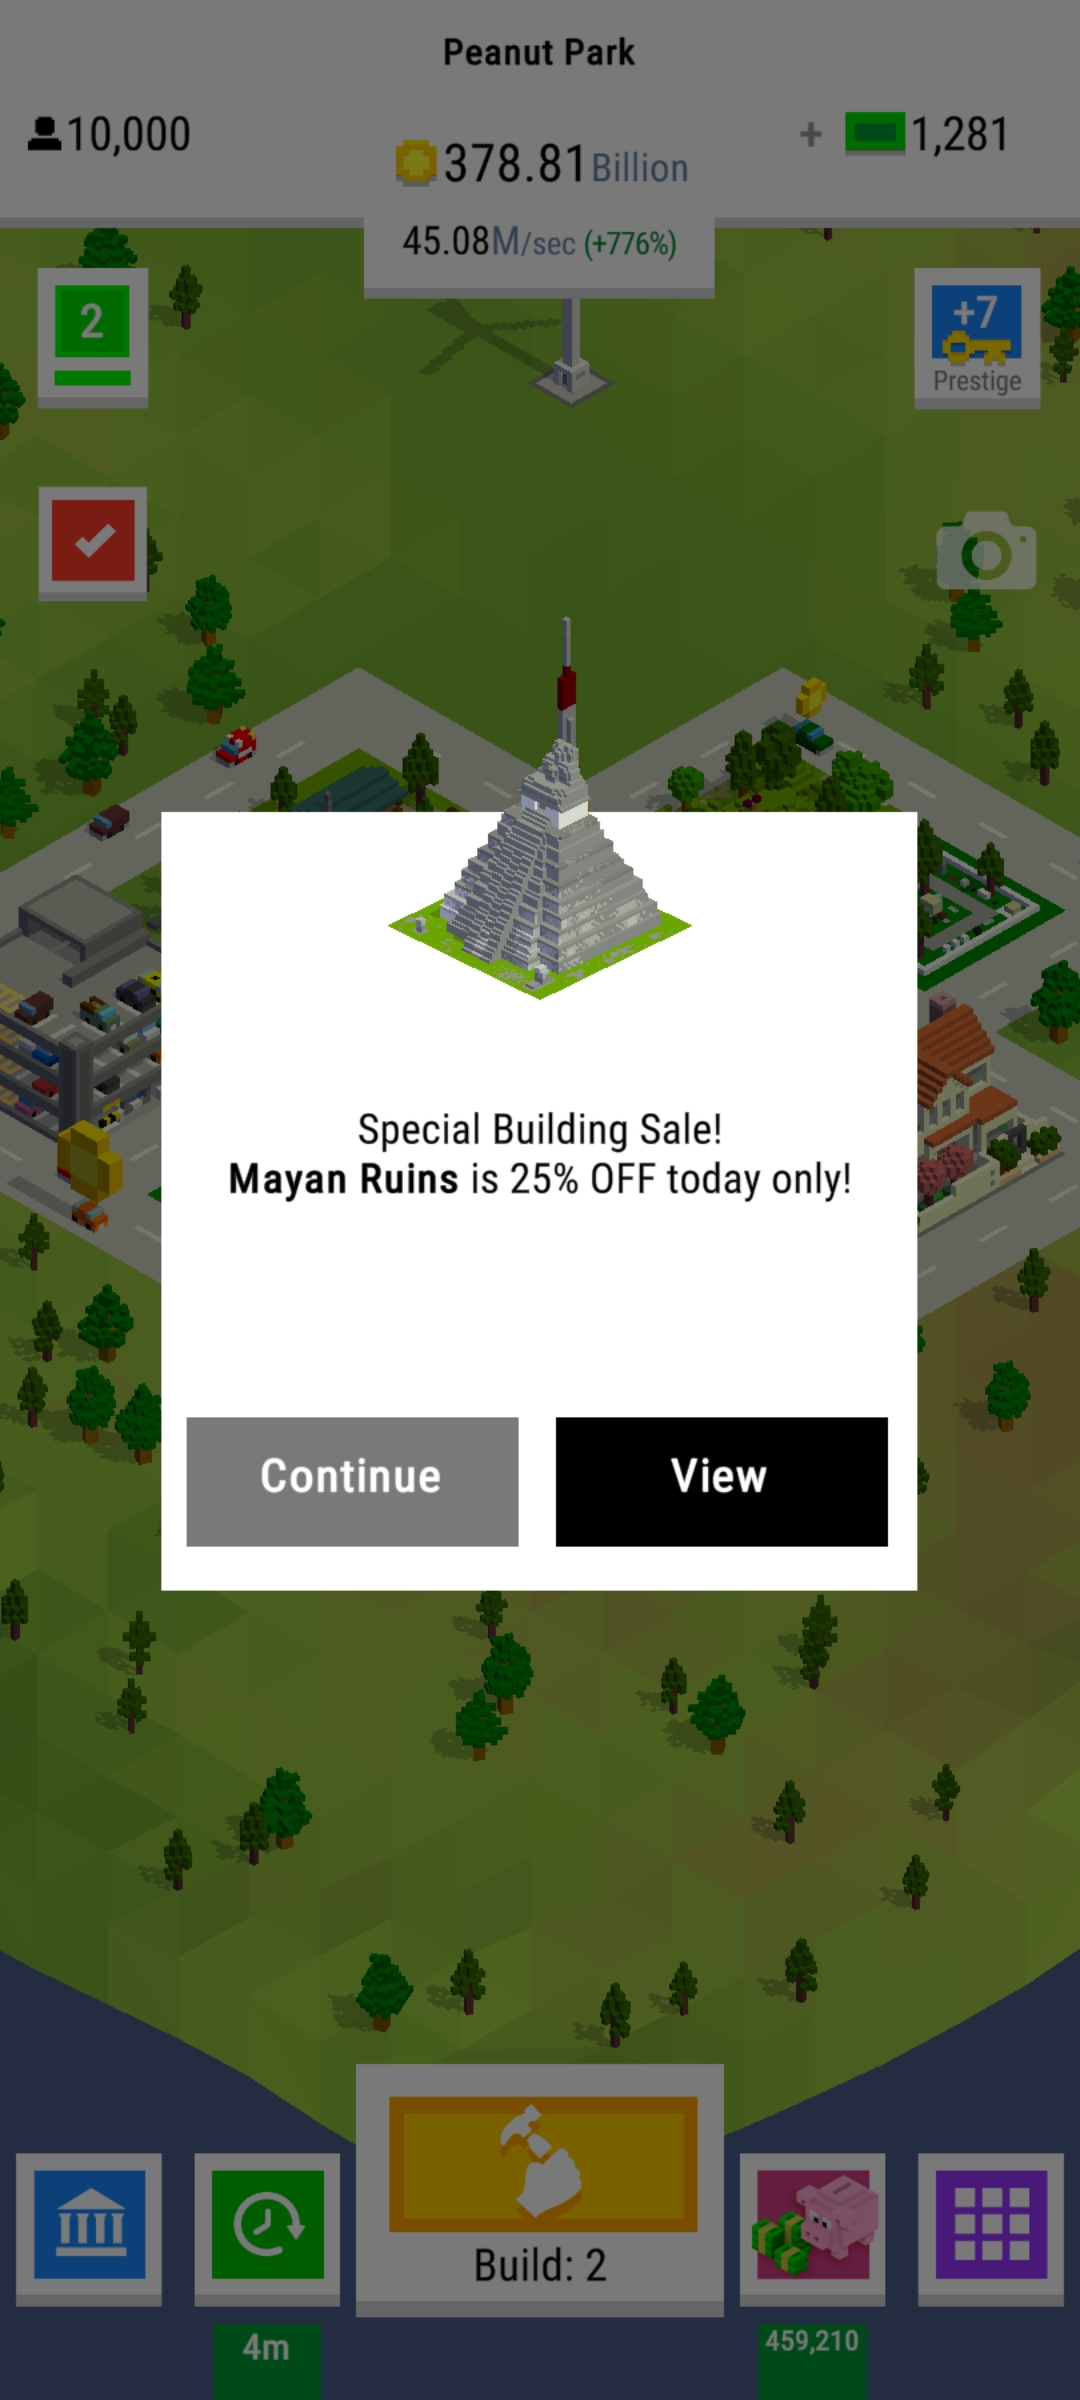 Peanut Park
10,000
378.81 Billion
+ 1,281
45.08M/sec (+776%)
2
+7
Prestige
Special Building Sale!
Mayan Ruins is 25% OFF today only!
Continue
View
Build: 2
4m
459,210